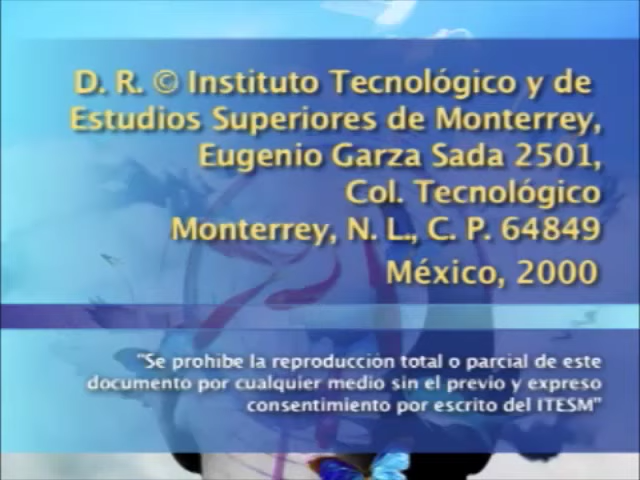 D. R. © Instituto Tecnológico y de
Estudios Superiores de Monterrey,
Eugenio Garza Sada 2501,
Col. Tecnológico
Monterrey, N. L., C. P. 64849
México, 2000
"Se prohibe la reproducción total o parcial de este
documento por cualquier medio sin el previo y expreso
consentimiento por escrito del ITESM"